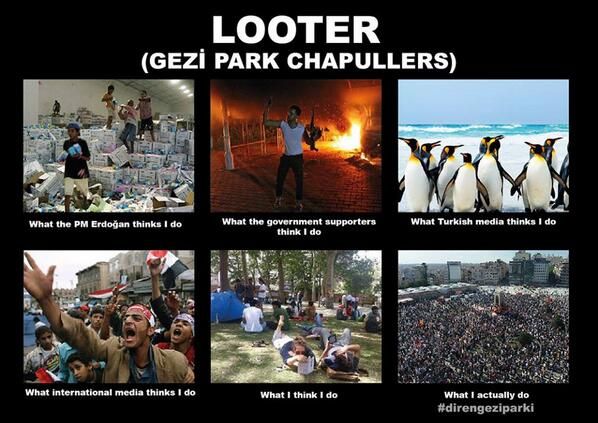 LOOTER
(GEZİ PARK CHAPULLERS)
What the PM Erdoğan thinks I do
What the government supporters
think I do
What Turkish media thinks I do
What international media thinks I do
What I think I do
What I actually do
#direngeziparki